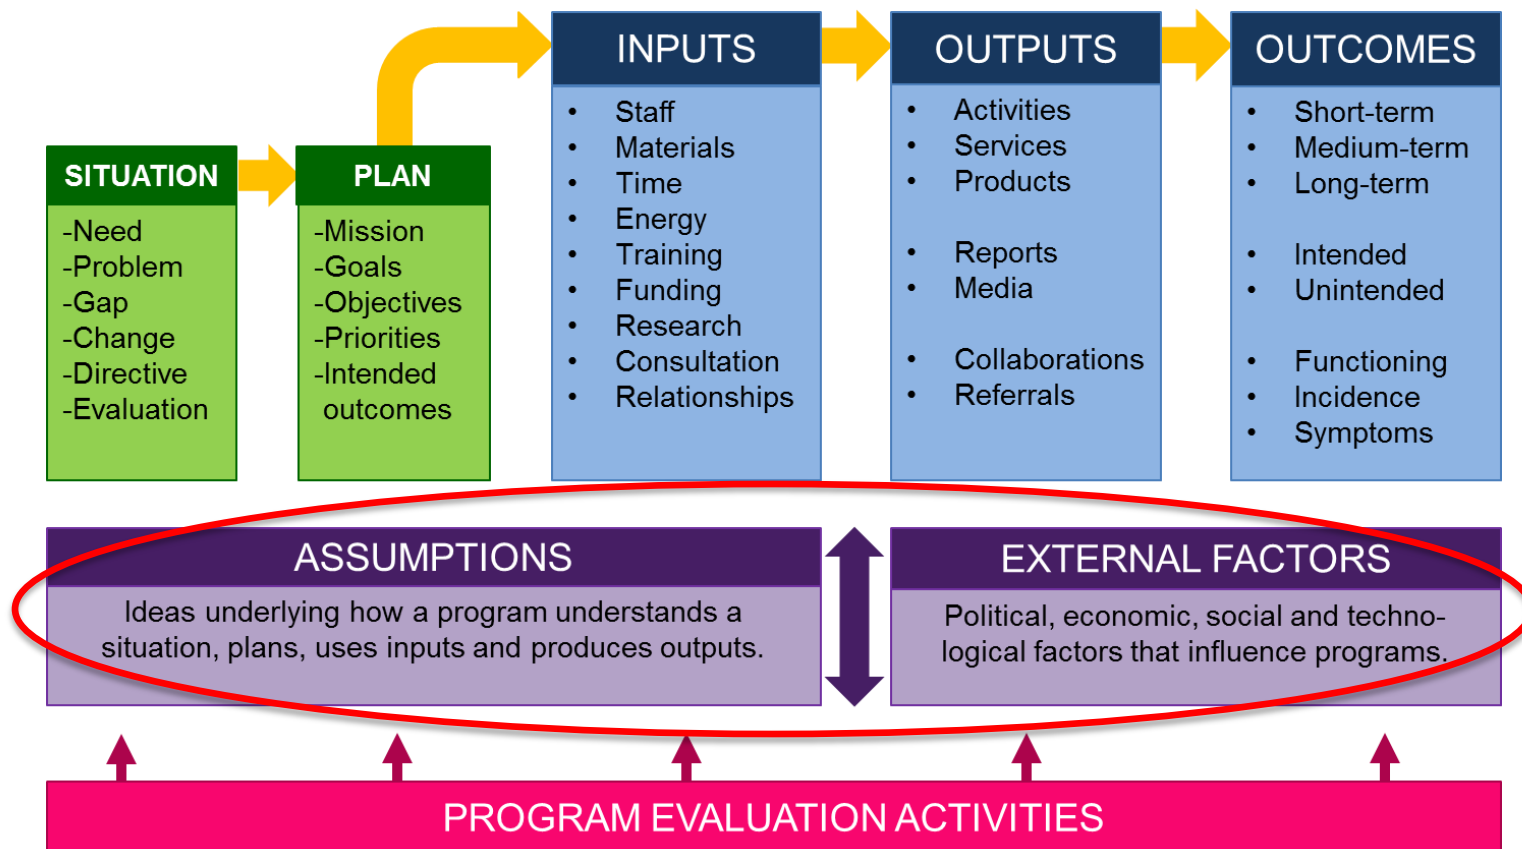 SITUATION
-Need
-Problem
-Gap
-Change
-Directive
-Evaluation
PLAN
-Mission
-Goals
-Objectives
-Priorities
-Intended
outcomes
INPUTS
• Staff
• Materials
• Time
• Energy
• Training
• Funding
• Research
• Consultation
• Relationships
OUTPUTS
• Activities
• Services
• Products
• Reports
• Media
• Collaborations
• Referrals
OUTCOMES
• Short-term
• Medium-term
• Long-term
• Intended
• Unintended
• Functioning
• Incidence
• Symptoms
ASSUMPTIONS
Ideas underlying how a program understands a
situation, plans, uses inputs and produces outputs.
EXTERNAL FACTORS
Political, economic, social and techno-
logical factors that influence programs.
PROGRAM EVALUATION ACTIVITIES